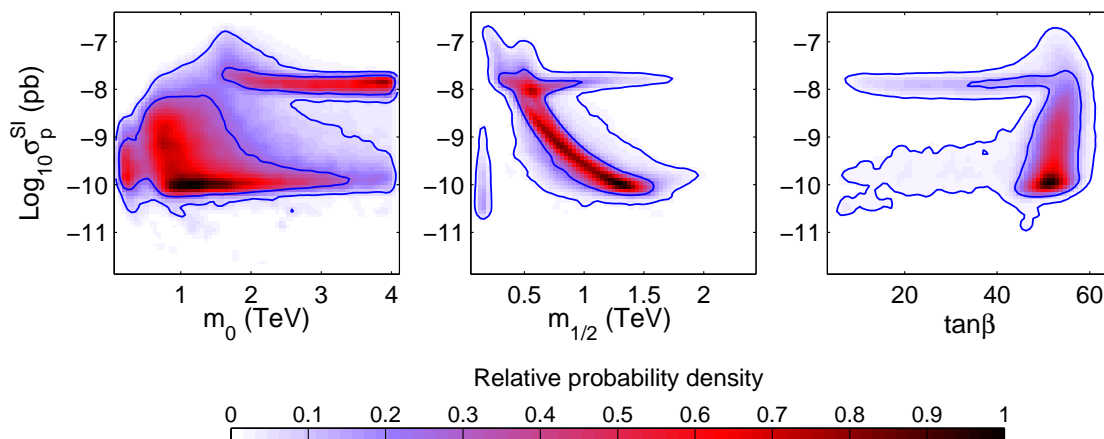 Log₁₀ σₚ^SI (pb)
−7
−8
−9
−10
−11
1 2 3 4
m₀ (TeV)
−7
−8
−9
−10
−11
0.5 1 1.5 2
m₁/₂ (TeV)
−7
−8
−9
−10
−11
20 40 60
tanβ
Relative probability density
0 0.1 0.2 0.3 0.4 0.5 0.6 0.7 0.8 0.9 1